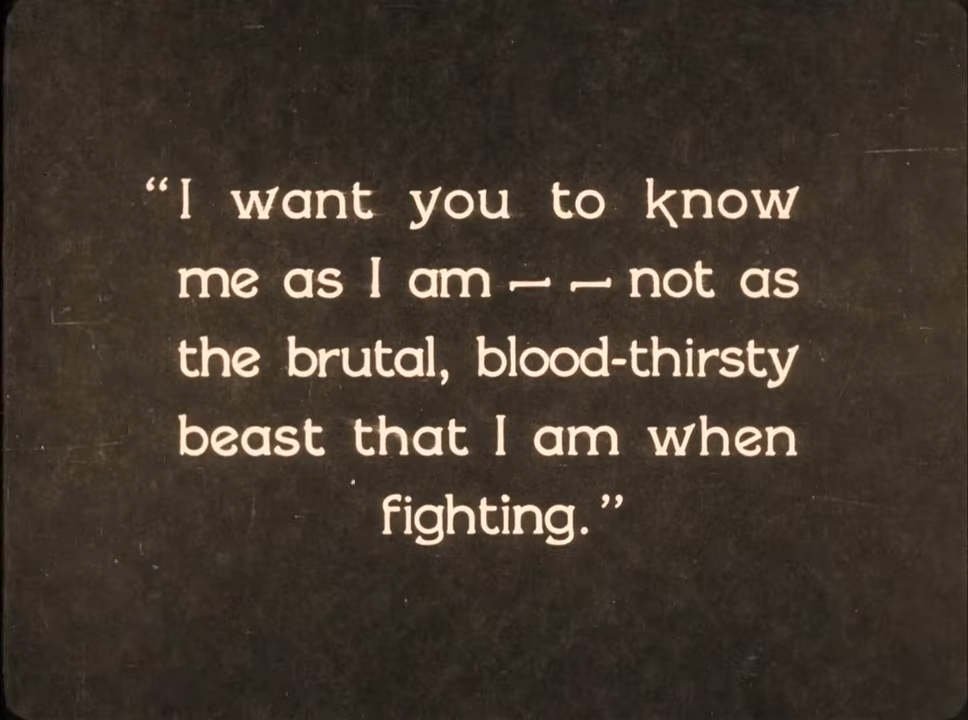 “I want you to know
me as I am — — not as
the brutal, blood-thirsty
beast that I am when
fighting.”